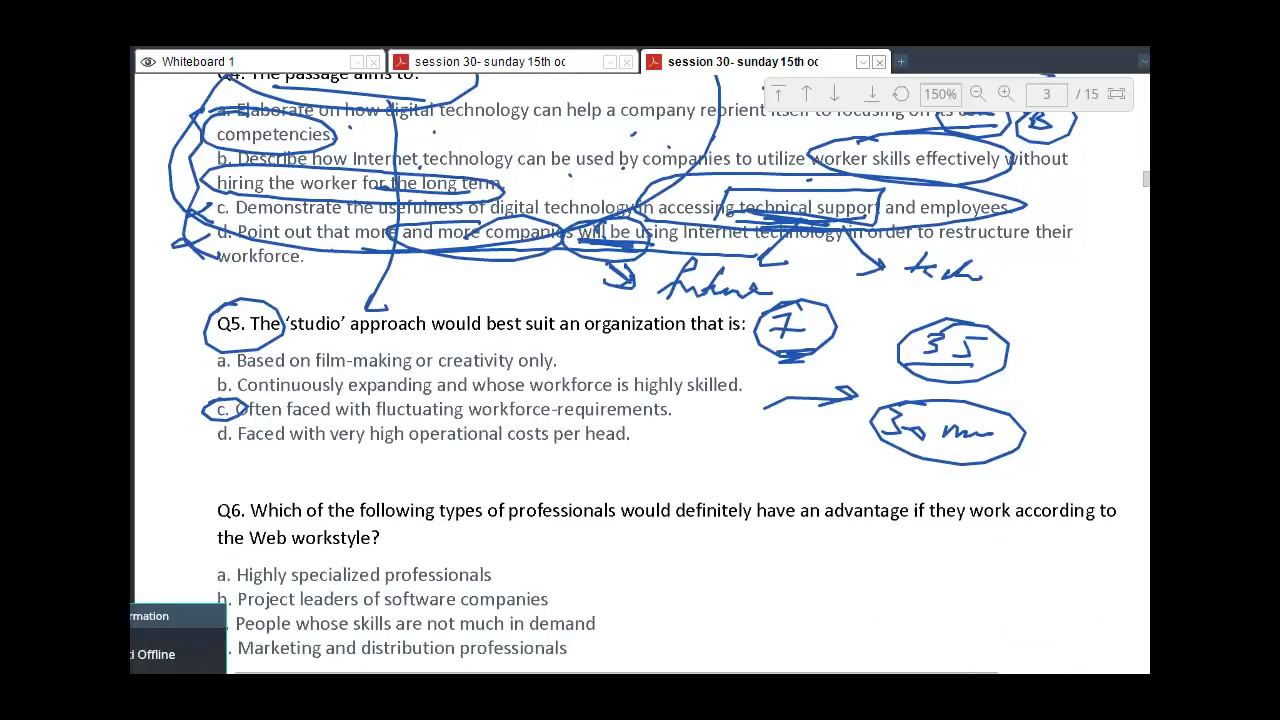 Whiteboard 1
session 30- sunday 15th oc
session 30- sunday 15th oc
150%
3 / 15
Q4. The passage aims to:
a. Elaborate on how digital technology can help a company reorient itself to focusing on its core
competencies.
B
b. Describe how Internet technology can be used by companies to utilize worker skills effectively without
hiring the worker for the long term.
c. Demonstrate the usefulness of digital technology in accessing technical support and employees.
d. Point out that more and more companies will be using Internet technology in order to restructure their
workforce.
future
tech
Q5. The ‘studio’ approach would best suit an organization that is:
7
35
a. Based on film-making or creativity only.
b. Continuously expanding and whose workforce is highly skilled.
c. Often faced with fluctuating workforce-requirements.
d. Faced with very high operational costs per head.
30
Q6. Which of the following types of professionals would definitely have an advantage if they work according to
the Web workstyle?
a. Highly specialized professionals
b. Project leaders of software companies
. People whose skills are not much in demand
. Marketing and distribution professionals
rmation
Offline